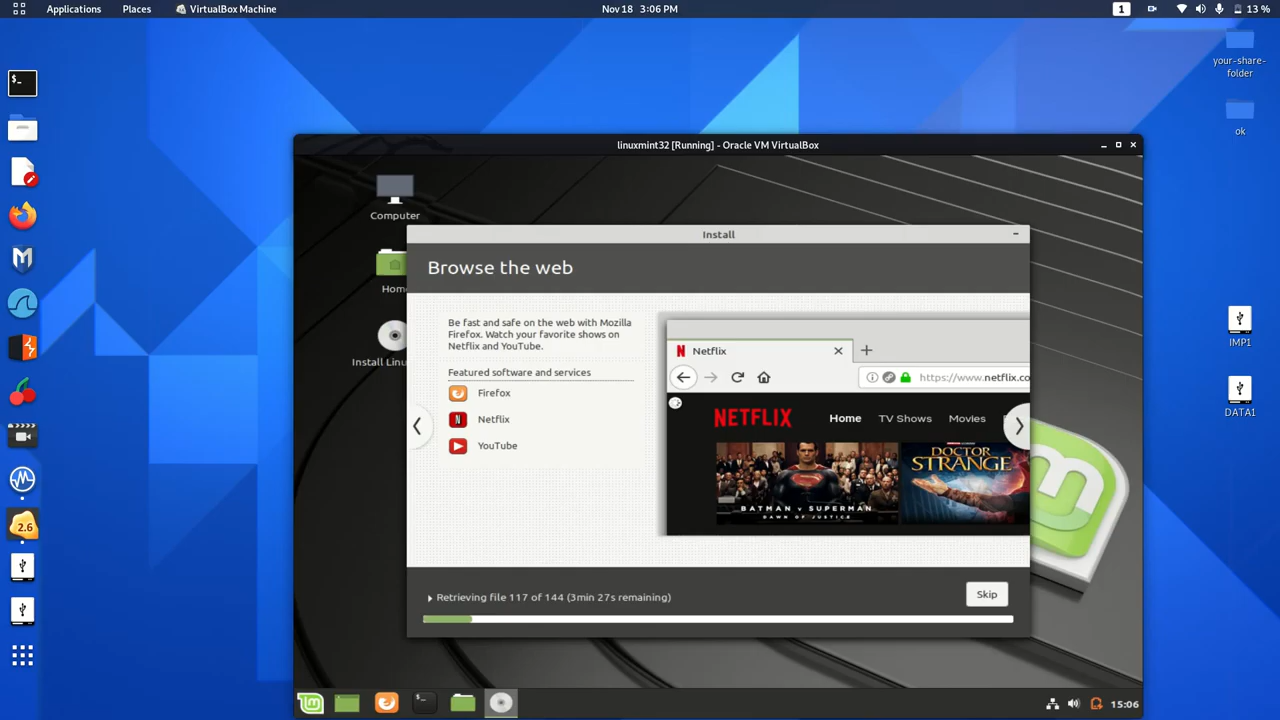 Applications Places VirtualBox Machine Nov 18 3:06 PM 1 13 %
your-share-folder
ok
IMP1
DATA1
$_
2.6
linuxmint32 [Running] - Oracle VM VirtualBox
Computer
Home
Install Linu
Install
Browse the web
Be fast and safe on the web with Mozilla
Firefox. Watch your favorite shows on
Netflix and YouTube.
Featured software and services
Firefox
Netflix
YouTube
Netflix
https://www.netflix.co
NETFLIX Home TV Shows Movies
BATMAN v SUPERMAN
DAWN OF JUSTICE
DOCTOR
STRANGE
Retrieving file 117 of 144 (3min 27s remaining)
Skip
15:06